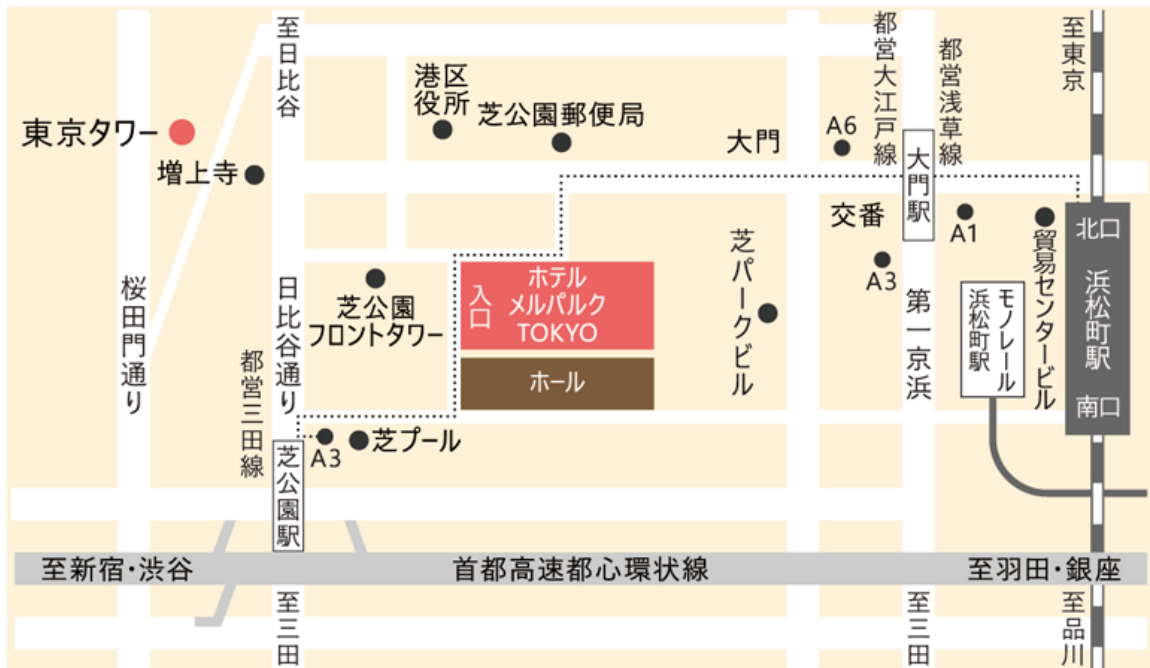 至日比谷
都営大江戸線
都営浅草線
至東京
港区
役所
芝公園郵便局
東京タワー
増上寺
大門
A6
大門駅
交番
A1
A3
北口
浜松町駅
南口
貿易センタービル
モノレール
浜松町駅
第一京浜
芝パークビル
桜田門通り
日比谷通り
都営三田線
芝公園
フロントタワー
入口
ホテル
メルパルク
TOKYO
ホール
A3
芝プール
芝公園駅
至新宿・渋谷
首都高速都心環状線
至羽田・銀座
至三田
至三田
至品川